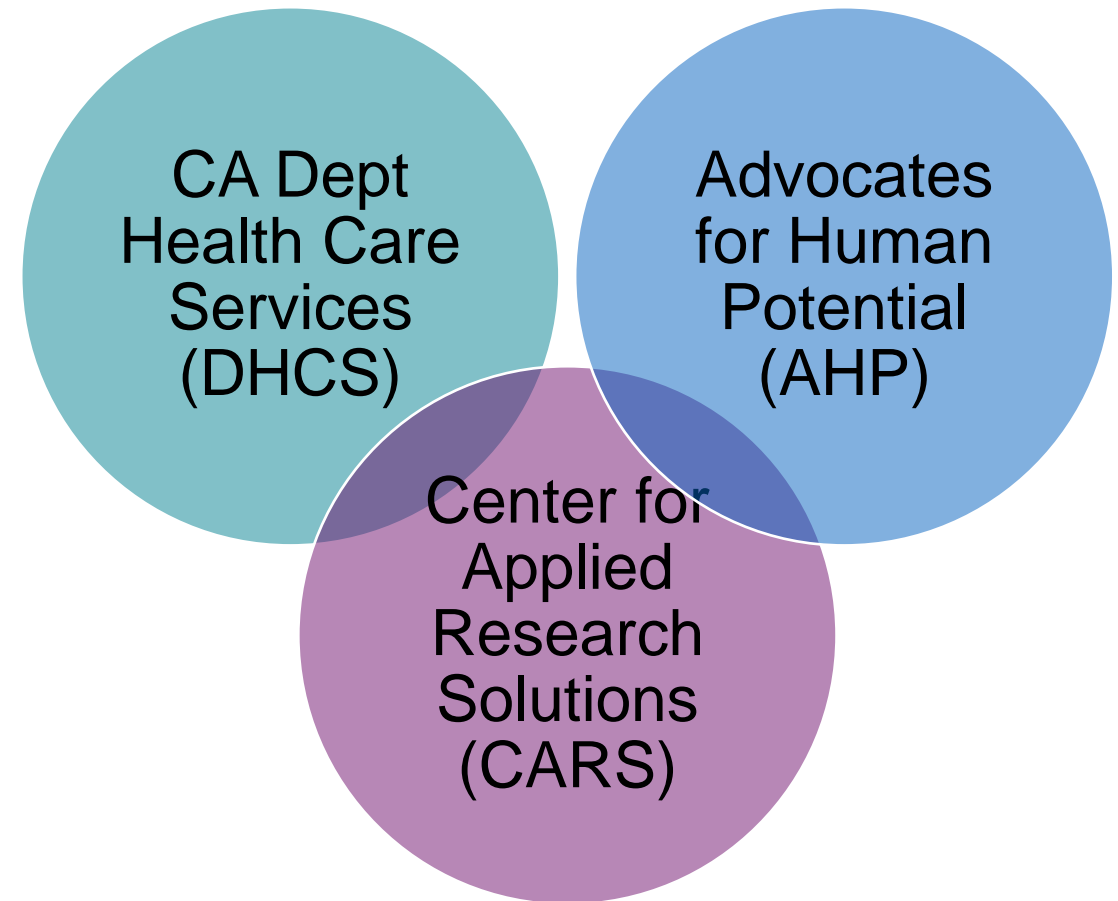 CA Dept
Health Care
Services
(DHCS)
Advocates
for Human
Potential
(AHP)
Center for
Applied
Research
Solutions
(CARS)